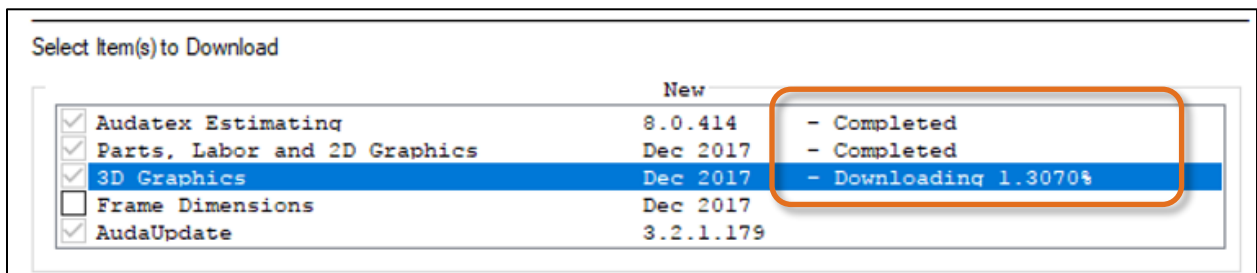 Select Item(s) to Download
New
Audatex Estimating 8.0.414 - Completed
Parts, Labor and 2D Graphics Dec 2017 - Completed
3D Graphics Dec 2017 - Downloading 1.3070%
Frame Dimensions Dec 2017
AudaUpdate 3.2.1.179